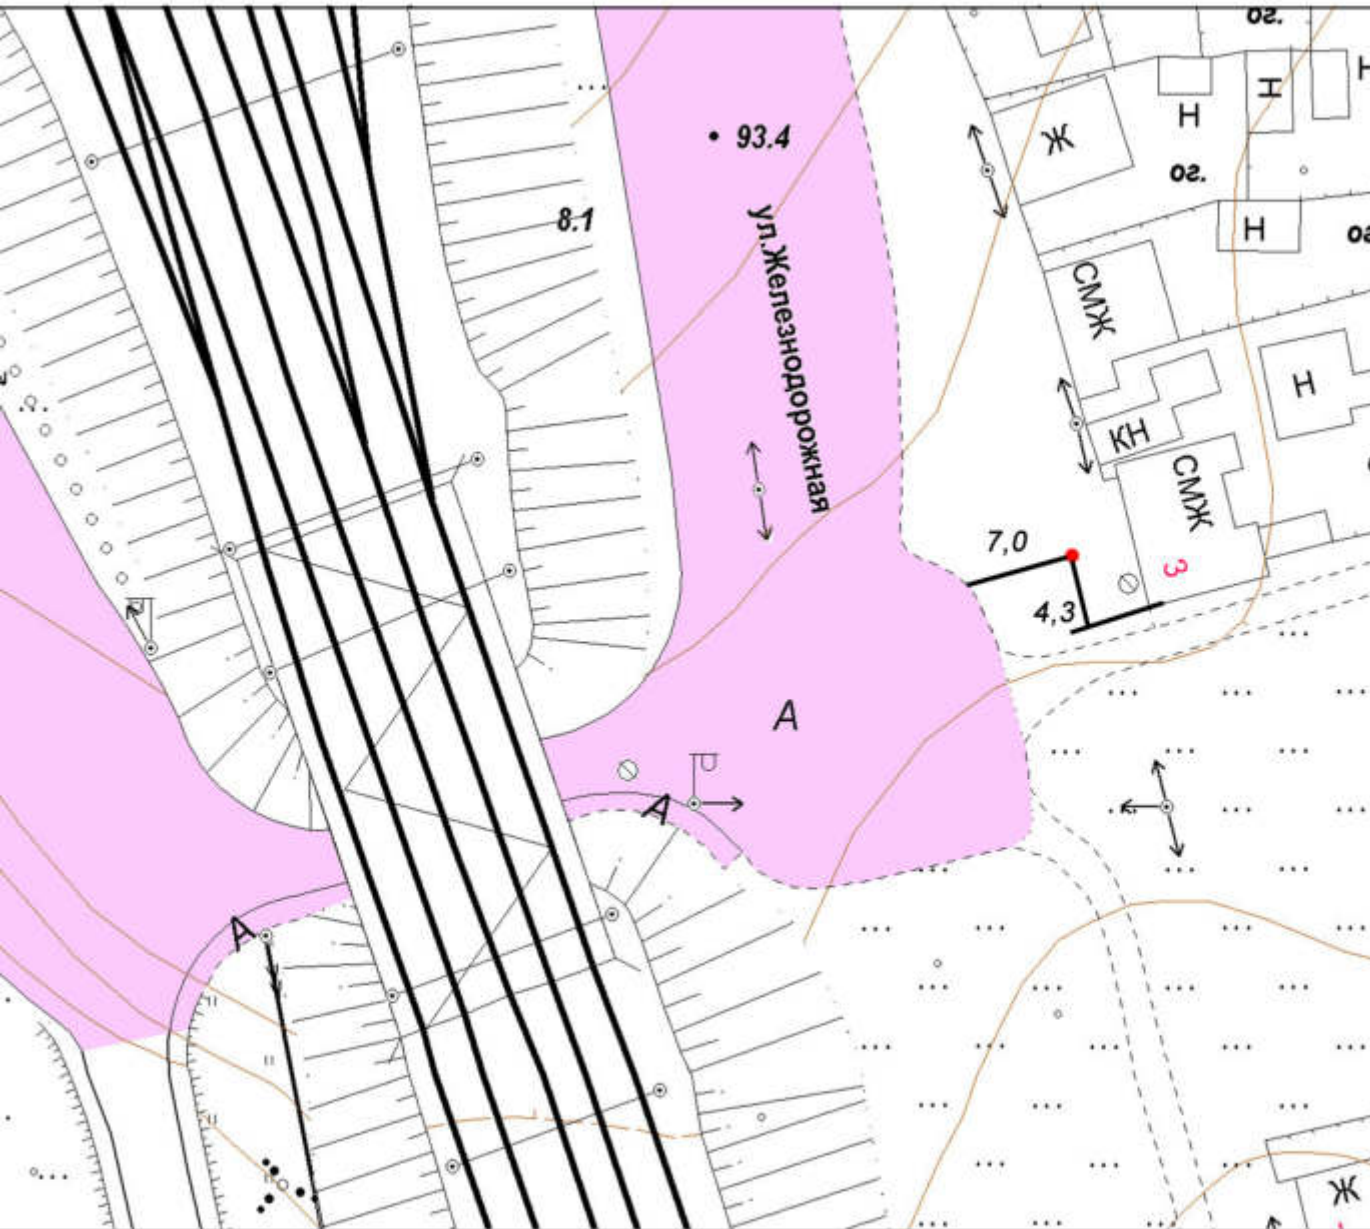 ог.
Н
Н
Н
93.4
Ж
ог.
8.1
Н
ог
ул.Железнодорожная
СМЖ
Н
КН
СМЖ
7,0
3
4,3
А
А
А
Ж